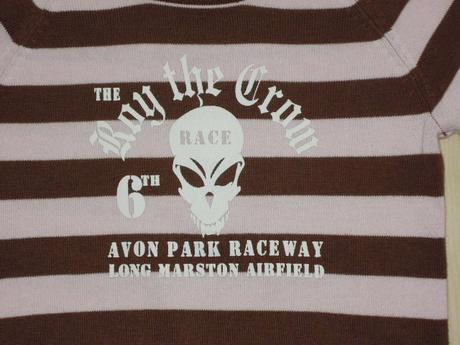 THE
Roy the Crow
RACE
6TH
AVON PARK RACEWAY
LONG MARSTON AIRFIELD